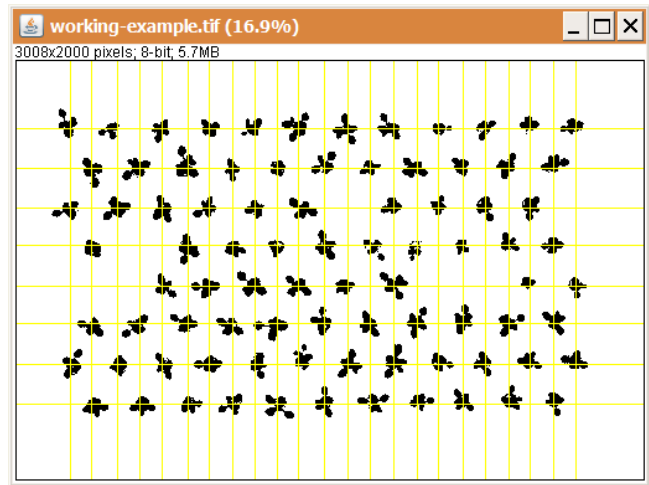 working-example.tif (16.9%)
3008x2000 pixels; 8-bit; 5.7MB